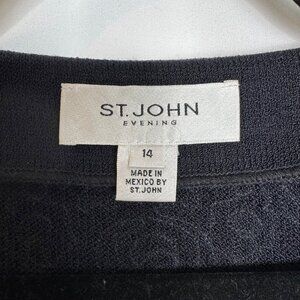 ST. JOHN
EVENING
14
MADE IN
MEXICO BY
ST. JOHN